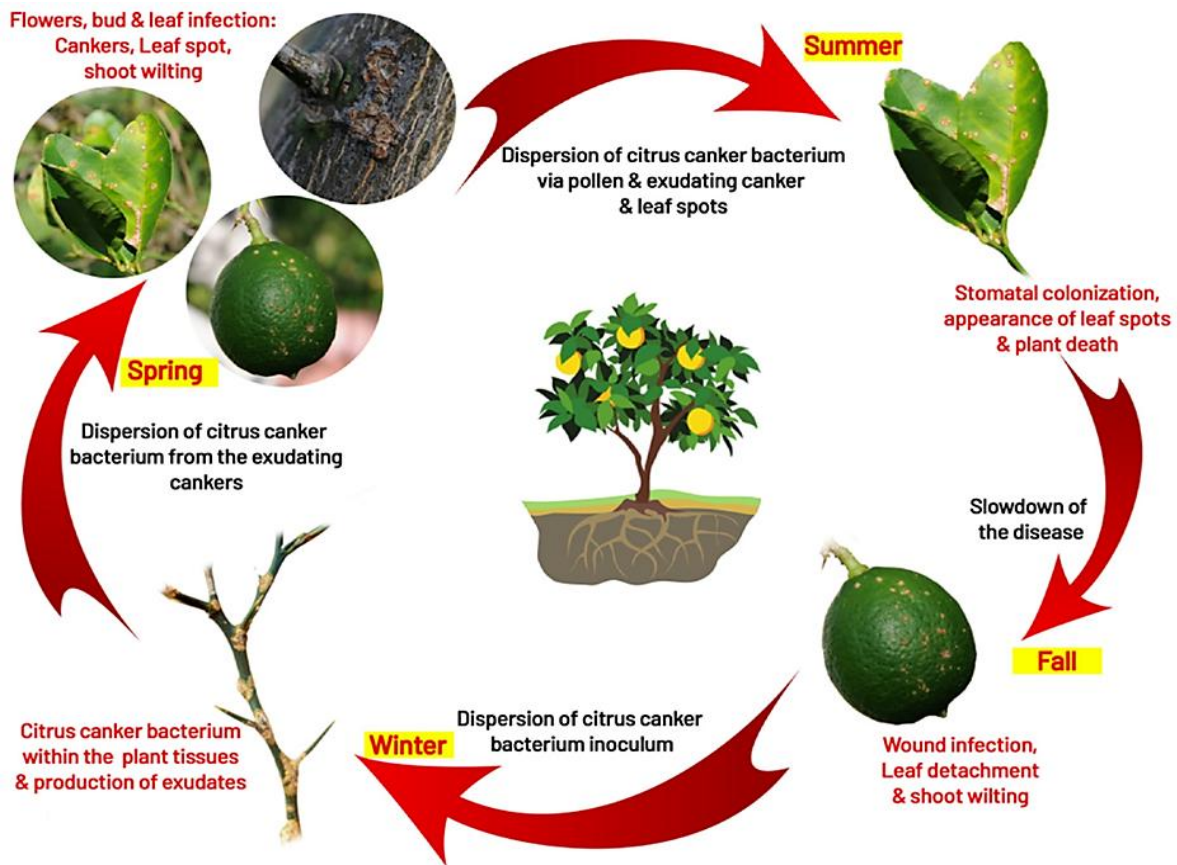 Flowers, bud & leaf infection:
Cankers, Leaf spot,
shoot wilting
Summer
Dispersion of citrus canker bacterium
via pollen & exudating canker
& leaf spots
Stomatal colonization,
appearance of leaf spots
& plant death
Spring
Dispersion of citrus canker
bacterium from the exudating
cankers
Slowdown of
the disease
Fall
Wound infection,
Leaf detachment
& shoot wilting
Dispersion of citrus canker
bacterium inoculum
Winter
Citrus canker bacterium
within the plant tissues
& production of exudates